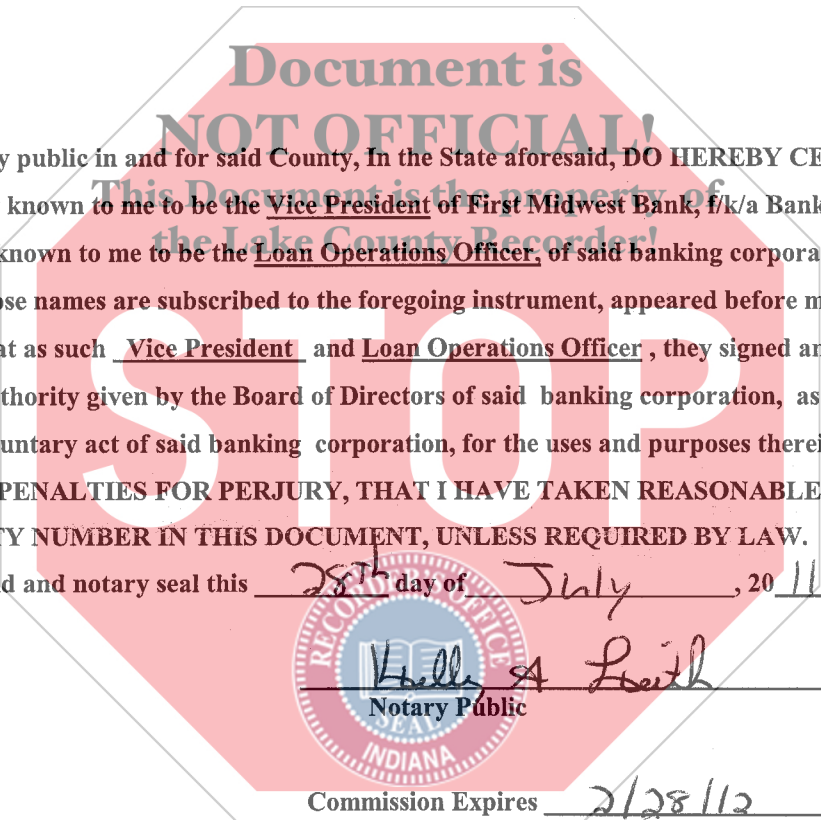 Document is
NOT OFFICIAL!
y public in and for said County, In the State aforesaid, DO HEREBY CE
This Document is the property of
known to me to be the Vice President of First Midwest Bank, f/k/a Bank
the Lake County Recorder!
known to me to be the Loan Operations Officer, of said banking corpora
ose names are subscribed to the foregoing instrument, appeared before m
at as such Vice President and Loan Operations Officer , they signed an
thority given by the Board of Directors of said banking corporation, as
untary act of said banking corporation, for the uses and purposes therei
STOP
PENALTIES FOR PERJURY, THAT I HAVE TAKEN REASONABLE
TY NUMBER IN THIS DOCUMENT, UNLESS REQUIRED BY LAW.
d and notary seal this 28Th day of July , 20 11
RECORDER'S OFFICE
Kelly A
Notary Public
SEAL
INDIANA
Commission Expires 2/28/12